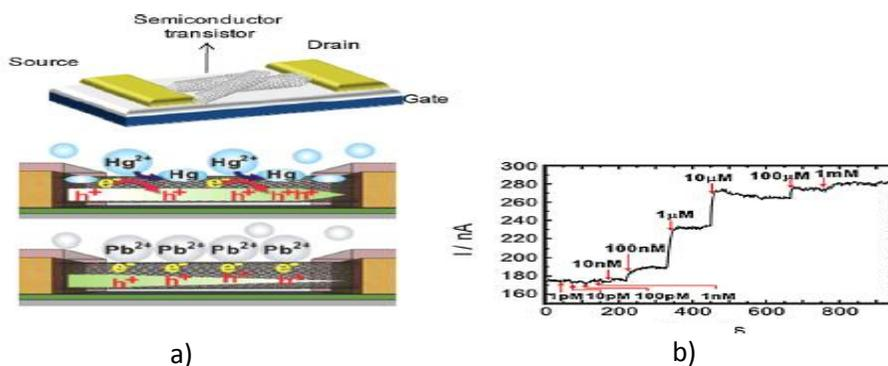 Semiconductor
transistor
Source
Drain
Gate
Hg²⁺ Hg Hg²⁺ Hg
e⁻ e⁻
h⁺ h⁺ h⁺h⁺
Pb²⁺ Pb²⁺ Pb²⁺ Pb²⁺
e⁻ e⁻ e⁻ e⁻
h⁺ h⁺ h⁺ h⁺
a)
I/ nA
300
280
260
240
220
200
180
160
10μM 100μM 1mM
1μM
100nM
10nM
1pM 10pM 100pM 1nM
0 200 400 600 800
b)